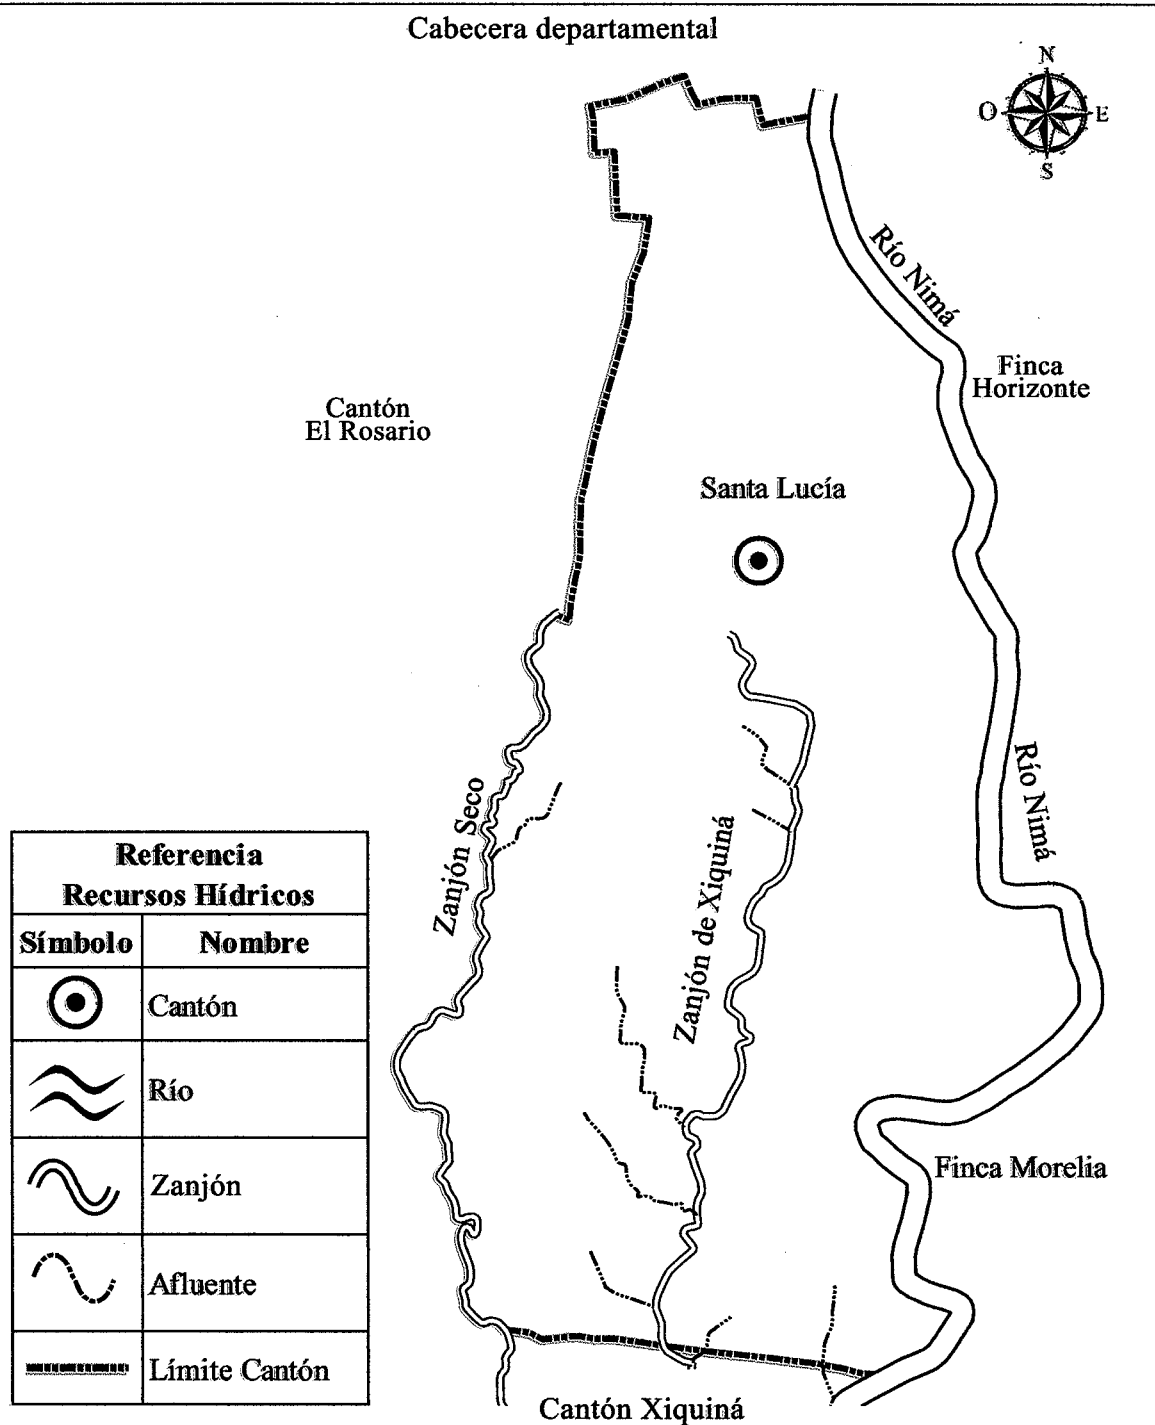 Cabecera departamental
N
O
E
S
Río Nimá
Finca
Horizonte
Cantón
El Rosario
Santa Lucía
Río Nimá
Zanjón Seco
Zanjón de Xiquiná
Referencia
Recursos Hídricos
Símbolo Nombre
Cantón
Río
Zanjón
Afluente
Límite Cantón
Finca Morelia
Cantón Xiquiná